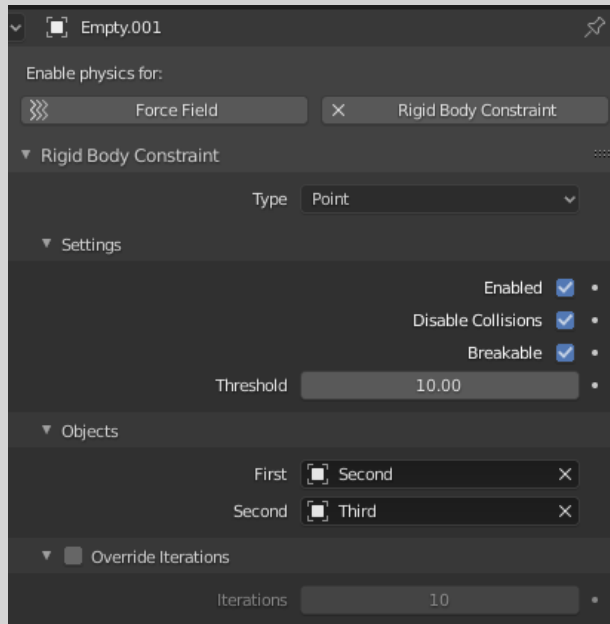 Empty.001
Enable physics for:
Force Field Rigid Body Constraint
Rigid Body Constraint
Type Point
Settings
Enabled
Disable Collisions
Breakable
Threshold 10.00
Objects
First Second
Second Third
Override Iterations
Iterations 10